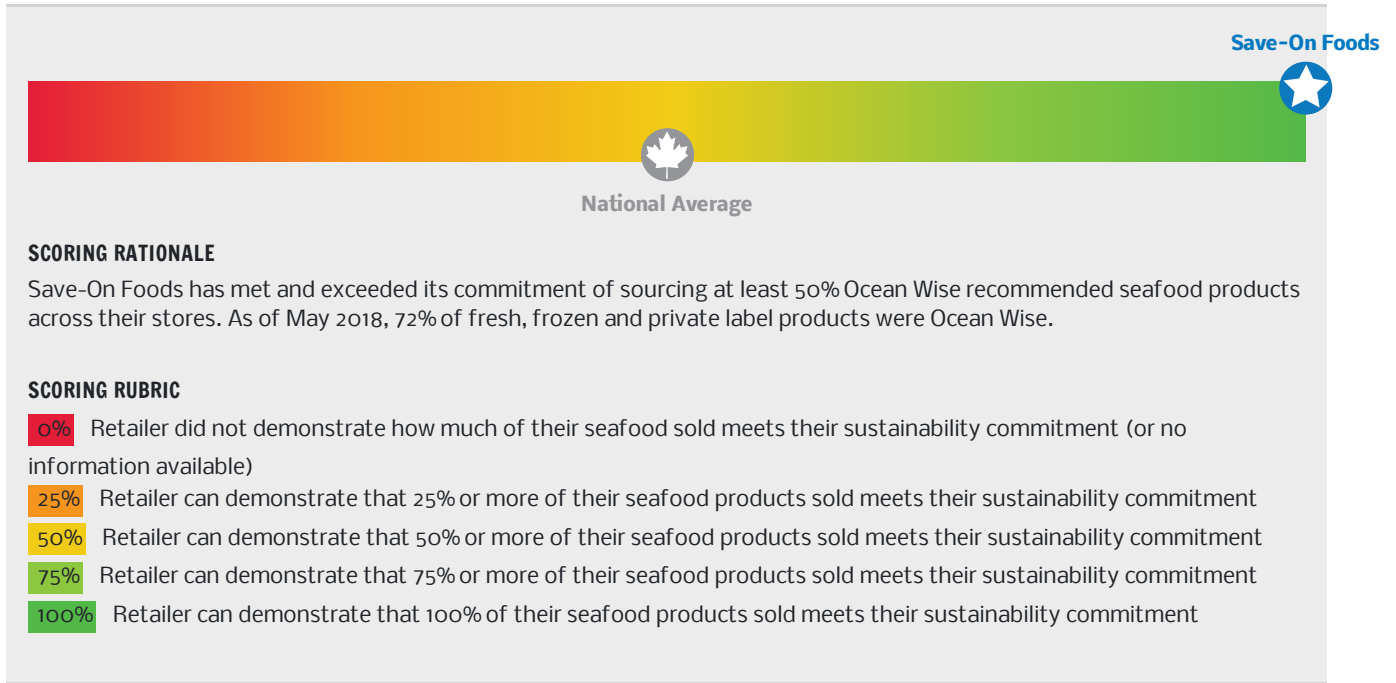 Save-On Foods
National Average
SCORING RATIONALE
Save-On Foods has met and exceeded its commitment of sourcing at least 50% Ocean Wise recommended seafood products
across their stores. As of May 2018, 72% of fresh, frozen and private label products were Ocean Wise.
SCORING RUBRIC
0% Retailer did not demonstrate how much of their seafood sold meets their sustainability commitment (or no
information available)
25% Retailer can demonstrate that 25% or more of their seafood products sold meets their sustainability commitment
50% Retailer can demonstrate that 50% or more of their seafood products sold meets their sustainability commitment
75% Retailer can demonstrate that 75% or more of their seafood products sold meets their sustainability commitment
100% Retailer can demonstrate that 100% of their seafood products sold meets their sustainability commitment